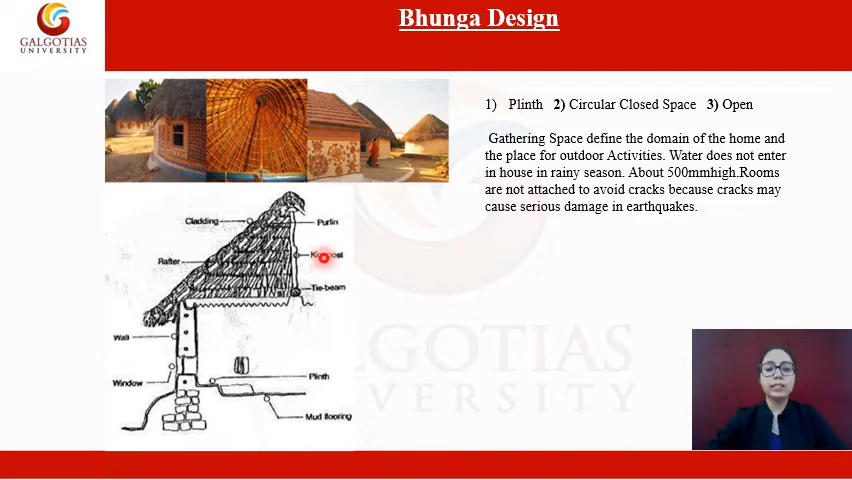 Bhunga Design
GALGOTIAS
UNIVERSITY
1) Plinth 2) Circular Closed Space 3) Open
Gathering Space define the domain of the home and
the place for outdoor Activities. Water does not enter
in house in rainy season. About 500mmhigh.Rooms
are not attached to avoid cracks because cracks may
cause serious damage in earthquakes.
Cladding
Purlin
Rafter
Tie-beam
Wall
Window
Plinth
Mud flooring
GALGOTIAS
UNIVERSITY